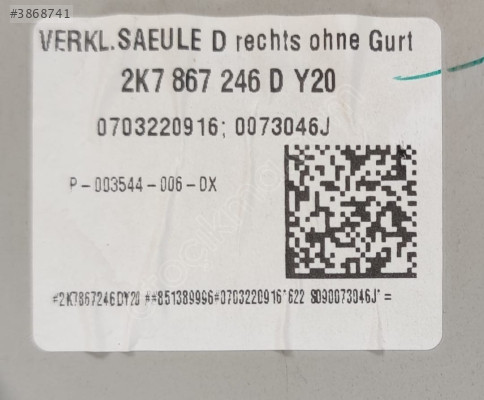 #3868741
VERKL.SAEULE D rechts ohne Gurt
2K7 867 246 D Y20
0703220916; 0073046J
P-003544-006-DX
#2K7867246DY20 ##851389996#0703220916*622 S090073046J* =